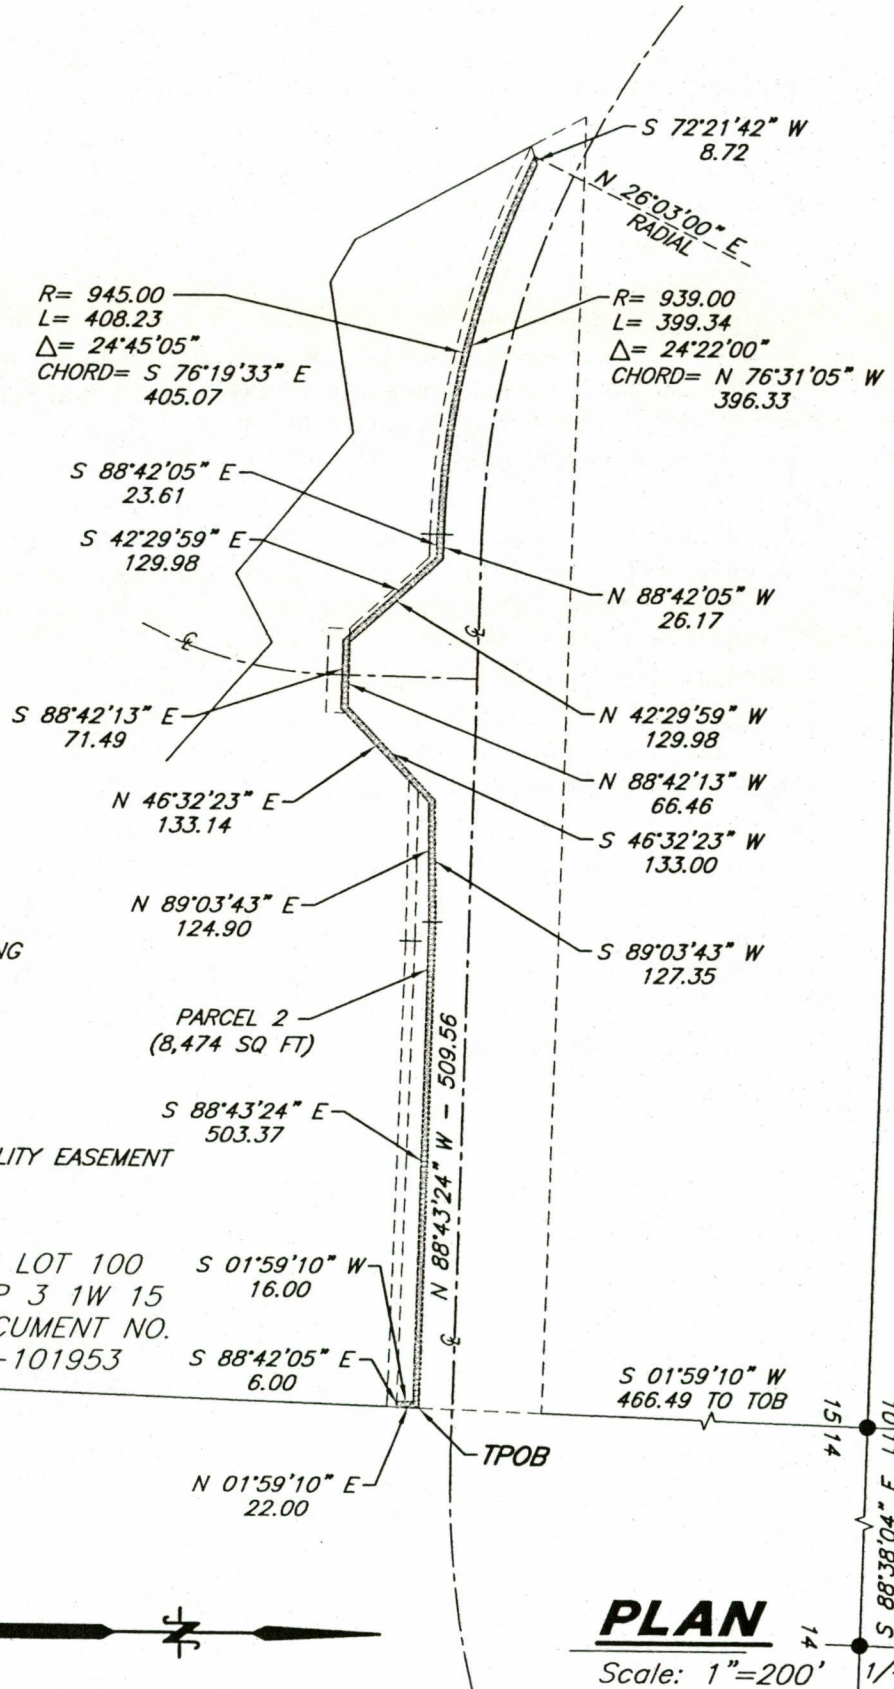 S 72°21'42" W
8.72
N 26°03'00" E
RADIAL
R= 945.00
L= 408.23
Δ= 24°45'05"
CHORD= S 76°19'33" E
405.07
R= 939.00
L= 399.34
Δ= 24°22'00"
CHORD= N 76°31'05" W
396.33
S 88°42'05" E
23.61
S 42°29'59" E
129.98
N 88°42'05" W
26.17
℄
℄
S 88°42'13" E
71.49
N 42°29'59" W
129.98
N 88°42'13" W
66.46
N 46°32'23" E
133.14
S 46°32'23" W
133.00
N 89°03'43" E
124.90
NG
S 89°03'43" W
127.35
PARCEL 2
(8,474 SQ FT)
℄ N 88°43'24" W - 509.56
S 88°43'24" E
503.37
LITY EASEMENT
LOT 100
P 3 1W 15
CUMENT NO.
-101953
S 01°59'10" W
16.00
S 88°42'05" E
6.00
S 01°59'10" W
466.49 TO TOB
15 14
TPOB
N 01°59'10" E
22.00
S 88°38'04" E
N
14
PLAN
Scale: 1"=200'
1/